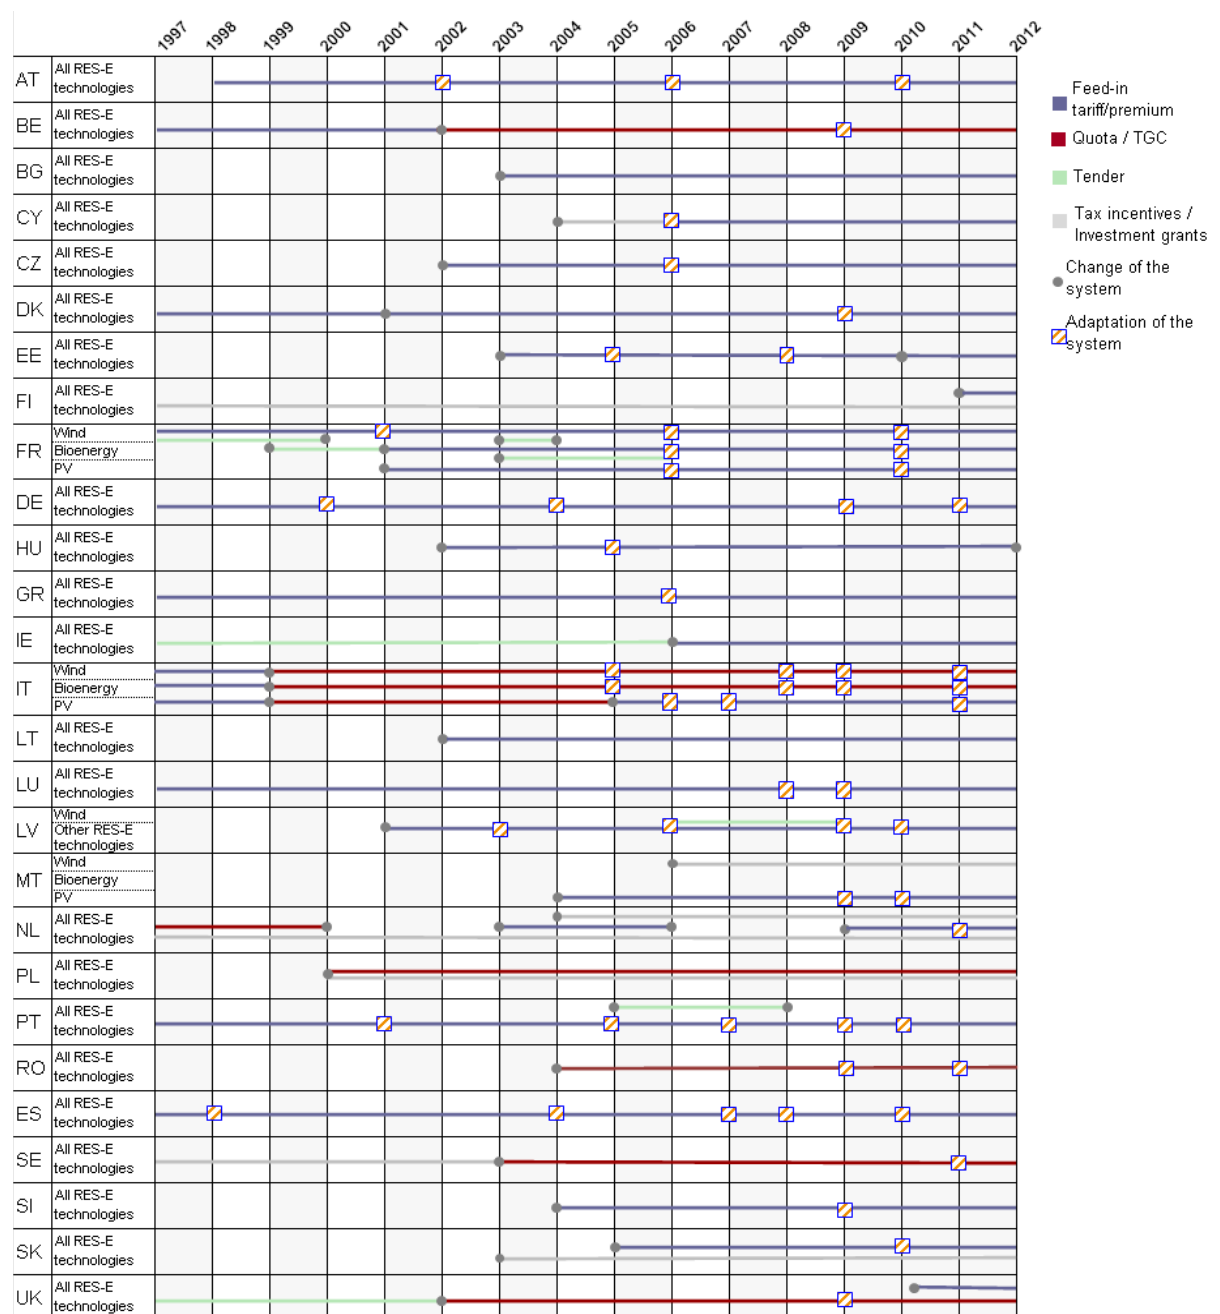 1997 1998 1999 2000 2001 2002 2003 2004 2005 2006 2007 2008 2009 2010 2011 2012
AT All RES-E
technologies
BE All RES-E
technologies
BG All RES-E
technologies
CY All RES-E
technologies
CZ All RES-E
technologies
DK All RES-E
technologies
EE All RES-E
technologies
FI All RES-E
technologies
FR Wind
Bioenergy
PV
DE All RES-E
technologies
HU All RES-E
technologies
GR All RES-E
technologies
IE All RES-E
technologies
IT Wind
Bioenergy
PV
LT All RES-E
technologies
LU All RES-E
technologies
LV Wind
Other RES-E
technologies
MT Wind
Bioenergy
PV
NL All RES-E
technologies
PL All RES-E
technologies
PT All RES-E
technologies
RO All RES-E
technologies
ES All RES-E
technologies
SE All RES-E
technologies
SI All RES-E
technologies
SK All RES-E
technologies
UK All RES-E
technologies
Feed-in
tariff/premium
Quota / TGC
Tender
Tax incentives /
Investment grants
Change of the
system
Adaptation of the
system